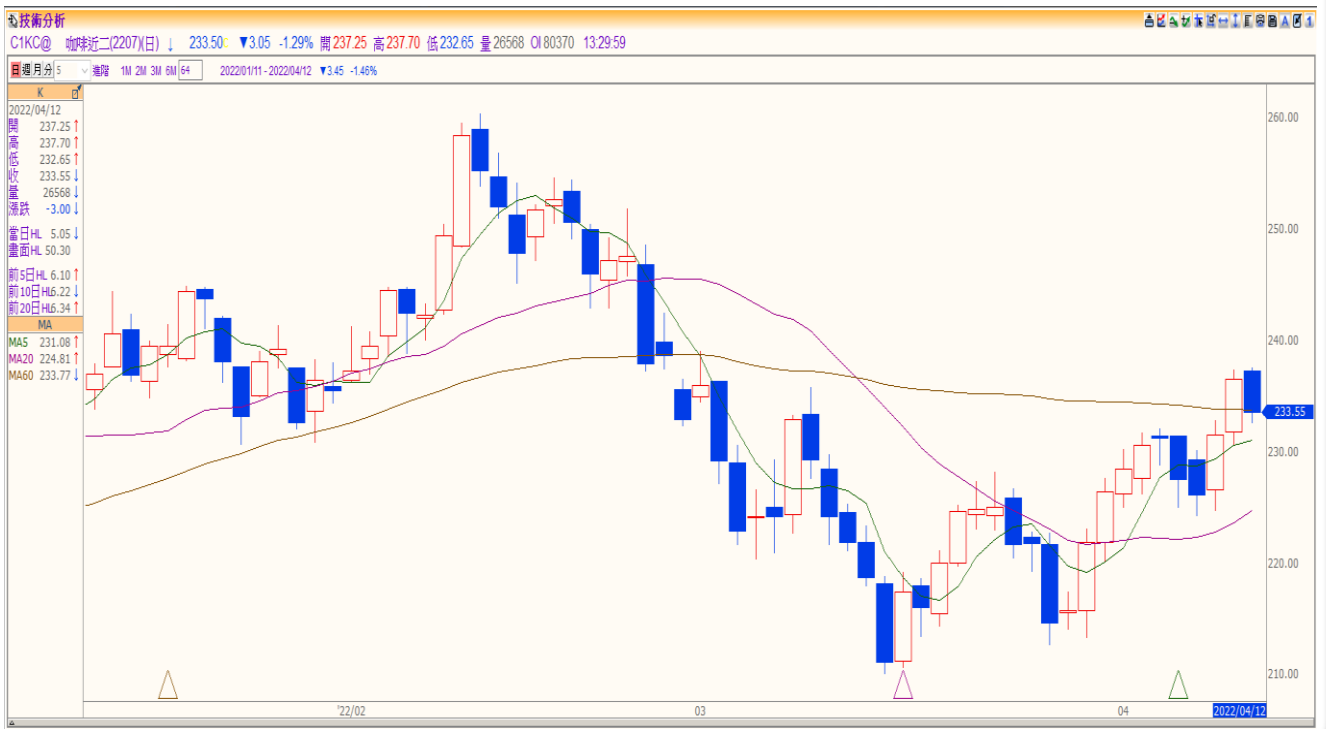 技術分析
C1KC@ 咖啡近二(2207)(日) ↓ 233.50 ▼3.05 -1.29% 開 237.25 高 237.70 低 232.65 量 26568 OI 80370 13:29:59
日 週 月 分 5 進階 1M 2M 3M 6M 64 2022/01/11 - 2022/04/12 ▼3.45 -1.46%
K
2022/04/12
開 237.25 ↑
高 237.70 ↑
低 232.65 ↑
收 233.55 ↓
量 26568 ↓
漲跌 -3.00 ↓
當日HL 5.05 ↓
畫面HL 50.30
前5日HL 6.10 ↑
前10日HL 6.22 ↓
前20日HL 6.34 ↑
MA
MA5 231.08 ↑
MA20 224.81 ↑
MA60 233.77 ↓
260.00
250.00
240.00
233.55
230.00
220.00
210.00
'22/02 03 04 2022/04/12